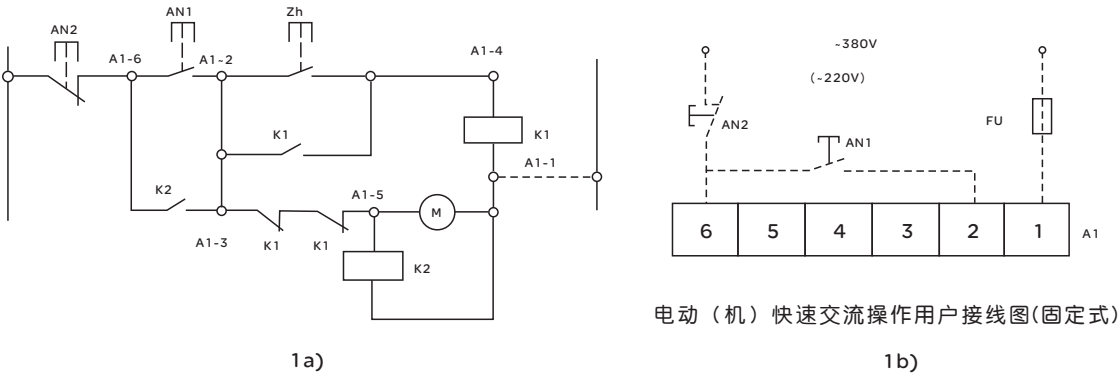 AN2
AN1
Zh
A1-6
A1-2
A1-4
K1
K1
A1-1
K2
A1-5
M
A1-3
K1
K1
K2
1a)
~380V
(~220V)
AN2
AN1
FU
6 5 4 3 2 1 A1
电动（机）快速交流操作用户接线图(固定式)
1b)